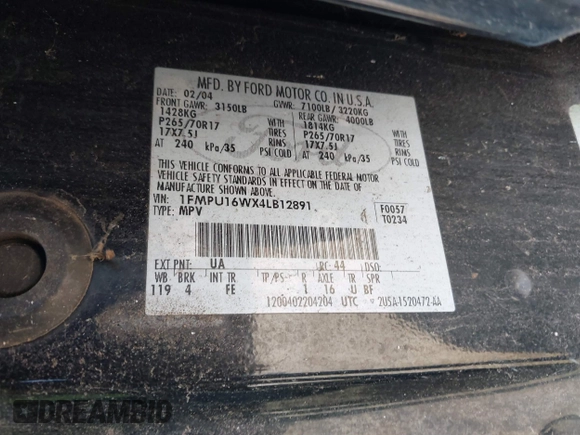 MFD. BY FORD MOTOR CO. IN U.S.A.
DATE: 02/04 GVWR: 7100LB / 3220KG
FRONT GAWR: 3150LB REAR GAWR: 4000LB
1428KG WITH 1814KG WITH
P265/70R17 TIRES P265/70R17 TIRES
17X7.5J RIMS 17X7.5J RIMS
AT 240 kPa/35 PSI COLD AT 240 kPa/35 PSI COLD
THIS VEHICLE CONFORMS TO ALL APPLICABLE FEDERAL MOTOR
VEHICLE SAFETY STANDARDS IN EFFECT ON THE DATE OF
MANUFACTURE SHOWN ABOVE.
VIN: 1FMPU16WX4LB12891 F0057
TYPE: MPV T0234
EXT PNT: UA RC: 44 DSO:
WB BRK INT TR TP/PS R AXLE TR SPR
119 4 FE 1 16 U BF
1200402204204 UTC 2U5A-1520472-AA
Ford
DREAMBID